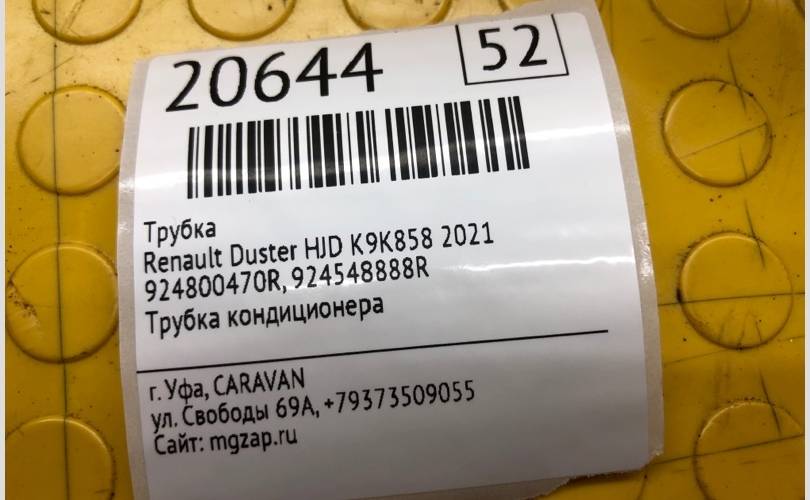 20644
52
Трубка
Renault Duster HJD K9K858 2021
924800470R, 924548888R
Трубка кондиционера
г. Уфа, CARAVAN
ул. Свободы 69А, +79373509055
Сайт: mgzap.ru